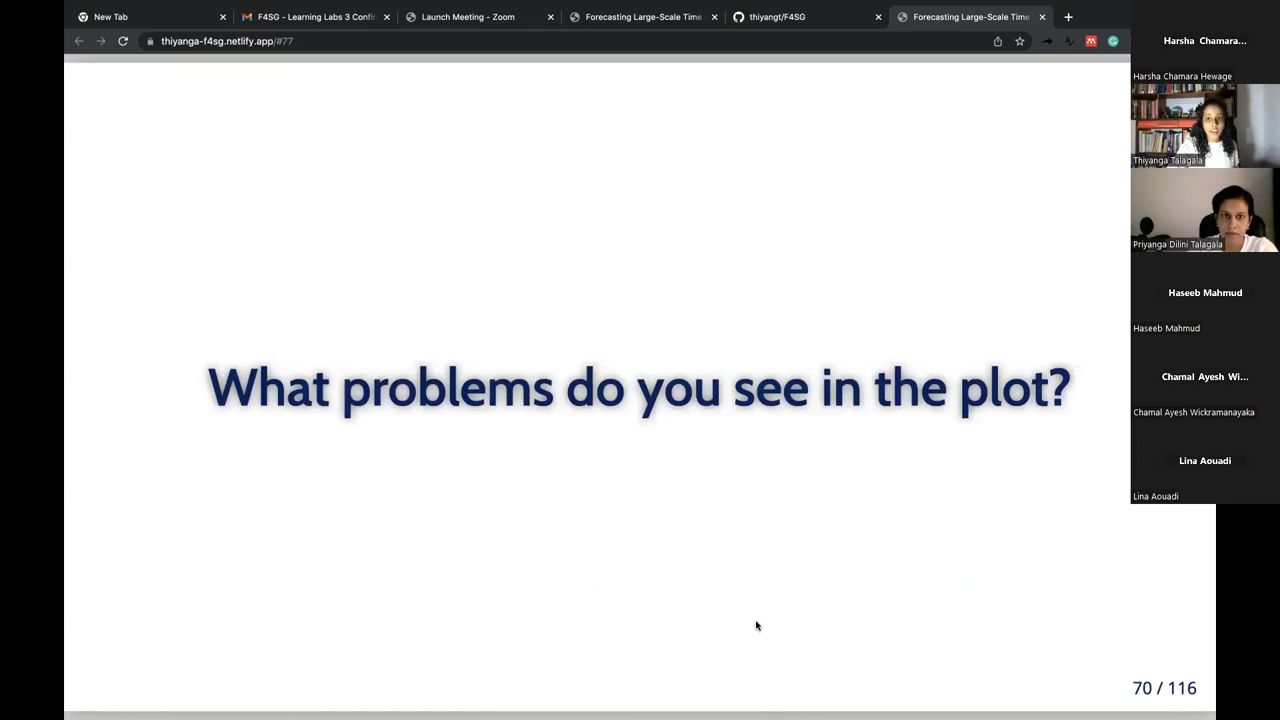 New Tab
F4SG - Learning Labs 3 Confir
Launch Meeting - Zoom
Forecasting Large-Scale Time
thiyangt/F4SG
Forecasting Large-Scale Time
thiyanga-f4sg.netlify.app/#77
What problems do you see in the plot?
70 / 116
Harsha Chamara...
Harsha Chamara Hewage
Thiyanga Talagala
Priyanga Dilini Talagala
Haseeb Mahmud
Haseeb Mahmud
Chamal Ayesh Wi...
Chamal Ayesh Wickramanayaka
Lina Aouadi
Lina Aouadi